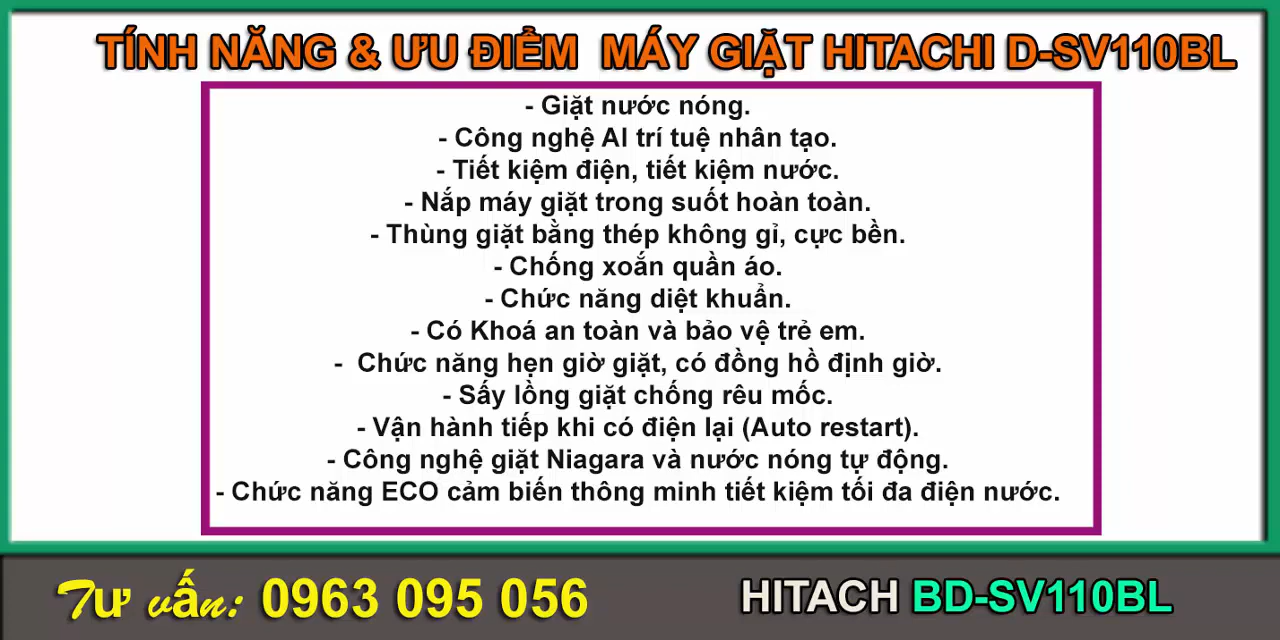 TÍNH NĂNG & ƯU ĐIỂM MÁY GIẶT HITACHI D-SV110BL
- Giặt nước nóng.
- Công nghệ AI trí tuệ nhân tạo.
- Tiết kiệm điện, tiết kiệm nước.
- Nắp máy giặt trong suốt hoàn toàn.
- Thùng giặt bằng thép không gỉ, cực bền.
- Chống xoắn quần áo.
- Chức năng diệt khuẩn.
- Có Khoá an toàn và bảo vệ trẻ em.
- Chức năng hẹn giờ giặt, có đồng hồ định giờ.
- Sấy lồng giặt chống rêu mốc.
- Vận hành tiếp khi có điện lại (Auto restart).
- Công nghệ giặt Niagara và nước nóng tự động.
- Chức năng ECO cảm biến thông minh tiết kiệm tối đa điện nước.
Tư vấn: 0963 095 056
HITACH BD-SV110BL